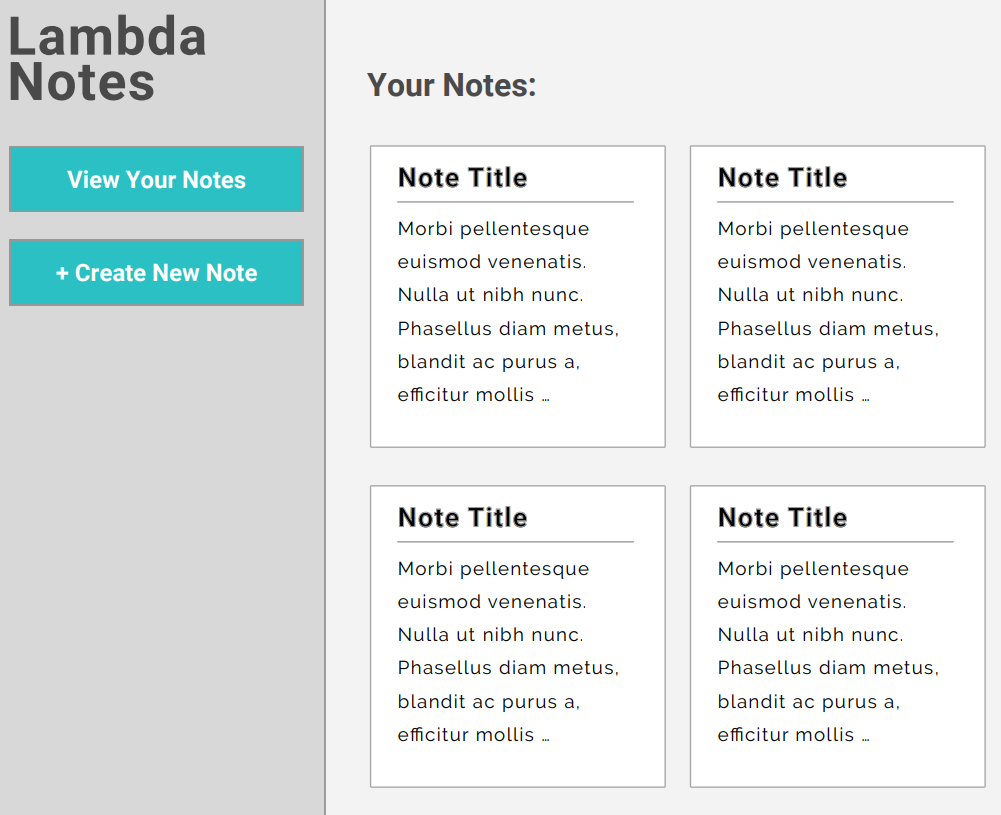 Lambda
Notes
View Your Notes
+ Create New Note
Your Notes:
Note Title
Morbi pellentesque
euismod venenatis.
Nulla ut nibh nunc.
Phasellus diam metus,
blandit ac purus a,
efficitur mollis …
Note Title
Morbi pellentesque
euismod venenatis.
Nulla ut nibh nunc.
Phasellus diam metus,
blandit ac purus a,
efficitur mollis …
Note Title
Morbi pellentesque
euismod venenatis.
Nulla ut nibh nunc.
Phasellus diam metus,
blandit ac purus a,
efficitur mollis …
Note Title
Morbi pellentesque
euismod venenatis.
Nulla ut nibh nunc.
Phasellus diam metus,
blandit ac purus a,
efficitur mollis …